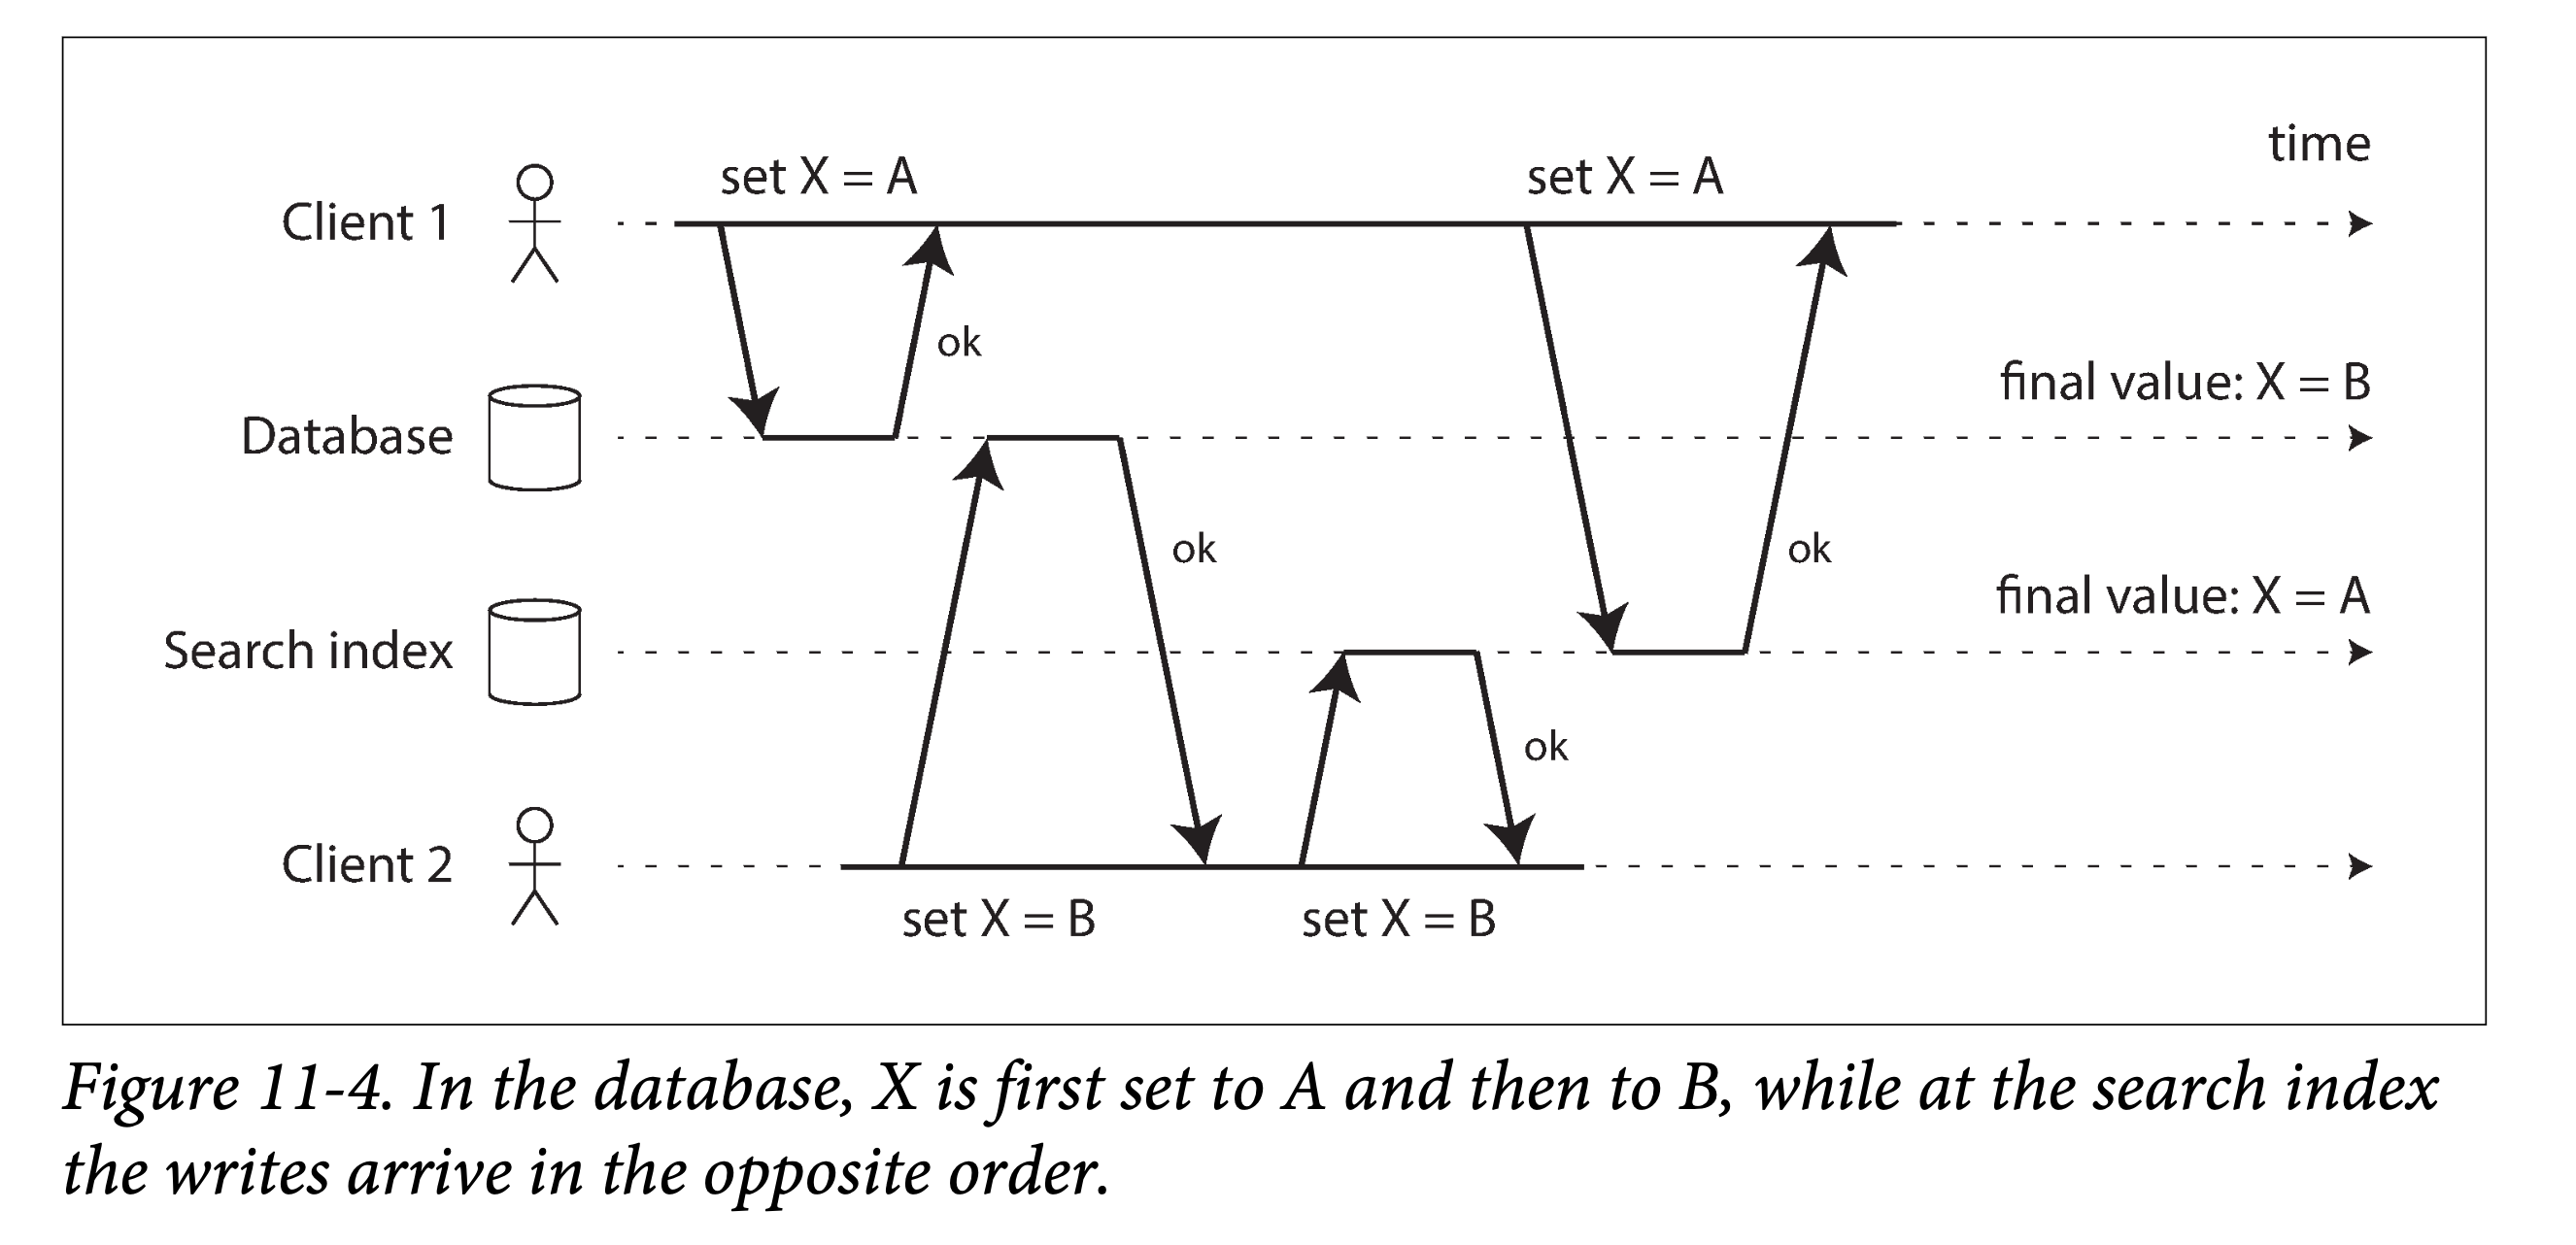 time
set X = A
set X = A
Client 1
ok
final value: X = B
Database
ok
ok
final value: X = A
Search index
ok
Client 2
set X = B
set X = B
Figure 11-4. In the database, X is first set to A and then to B, while at the search index
the writes arrive in the opposite order.